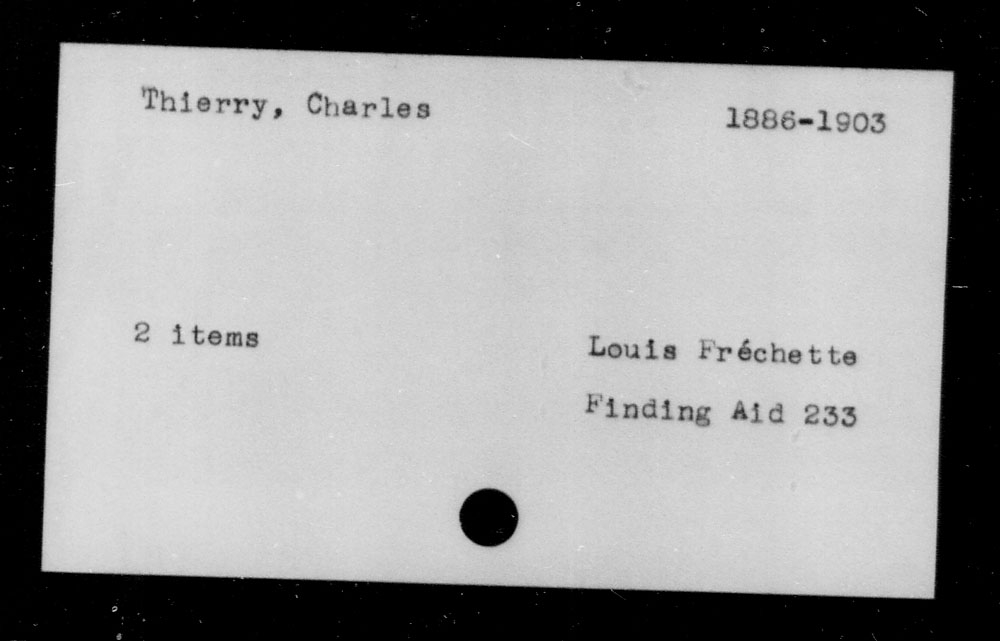 Thierry, Charles
1886-1903
2 items
Louis Fréchette
Finding Aid 233